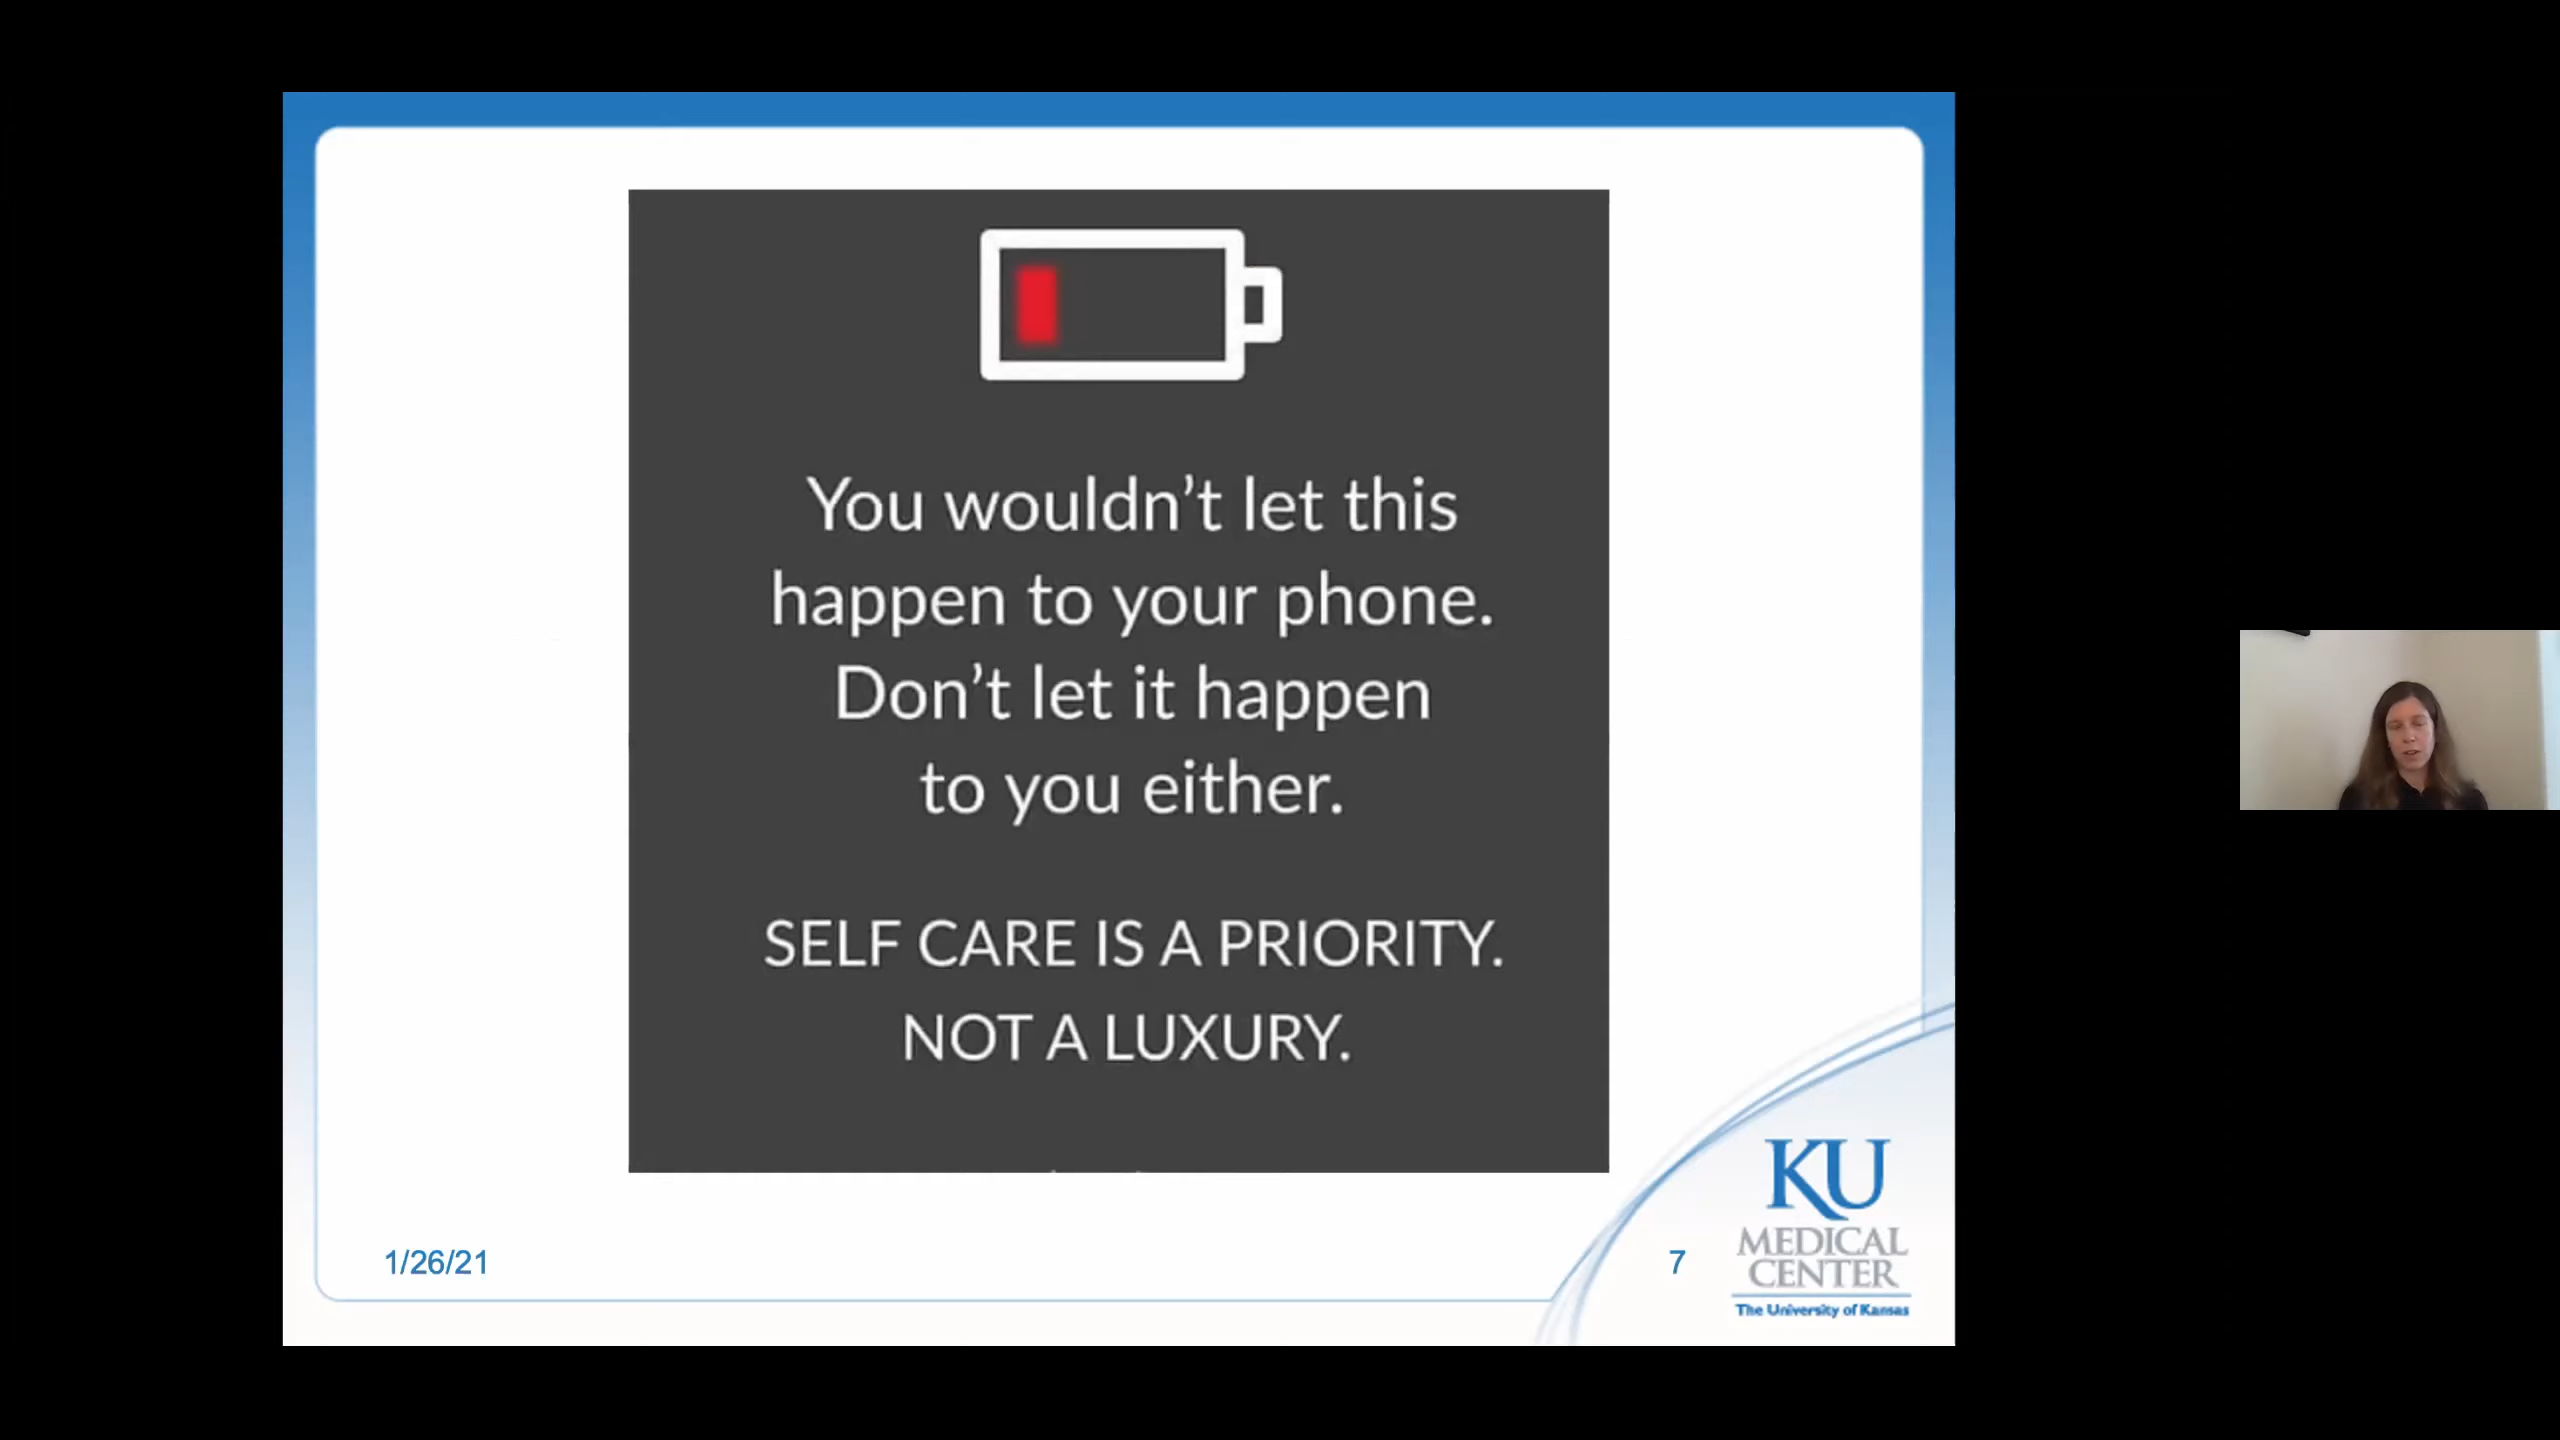 You wouldn’t let this
happen to your phone.
Don’t let it happen
to you either.
SELF CARE IS A PRIORITY.
NOT A LUXURY.
1/26/21
7
KU
MEDICAL
CENTER
The University of Kansas